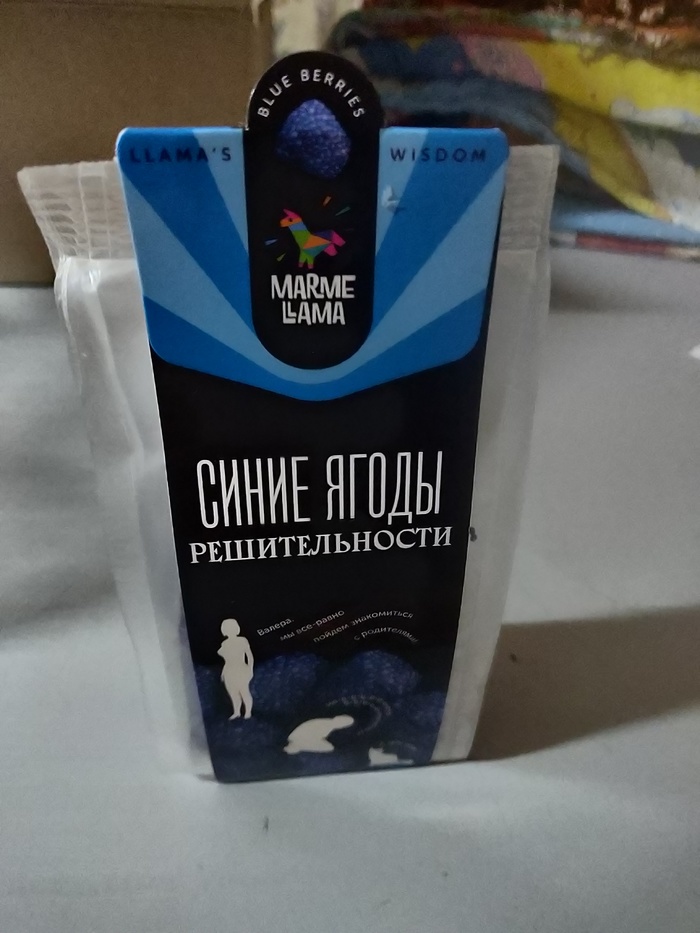 BLUE BERRIES
LLAMA'S WISDOM
MARME
LLAMA
СИНИЕ ЯГОДЫ
РЕШИТЕЛЬНОСТИ
Валера,
мы все-равно
пойдем знакомиться
с родителями!